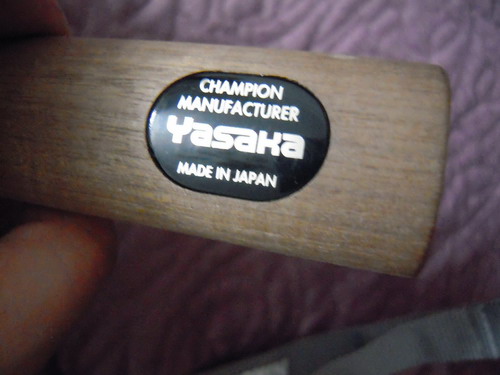 CHAMPION
MANUFACTURER
Yasaka
MADE IN JAPAN